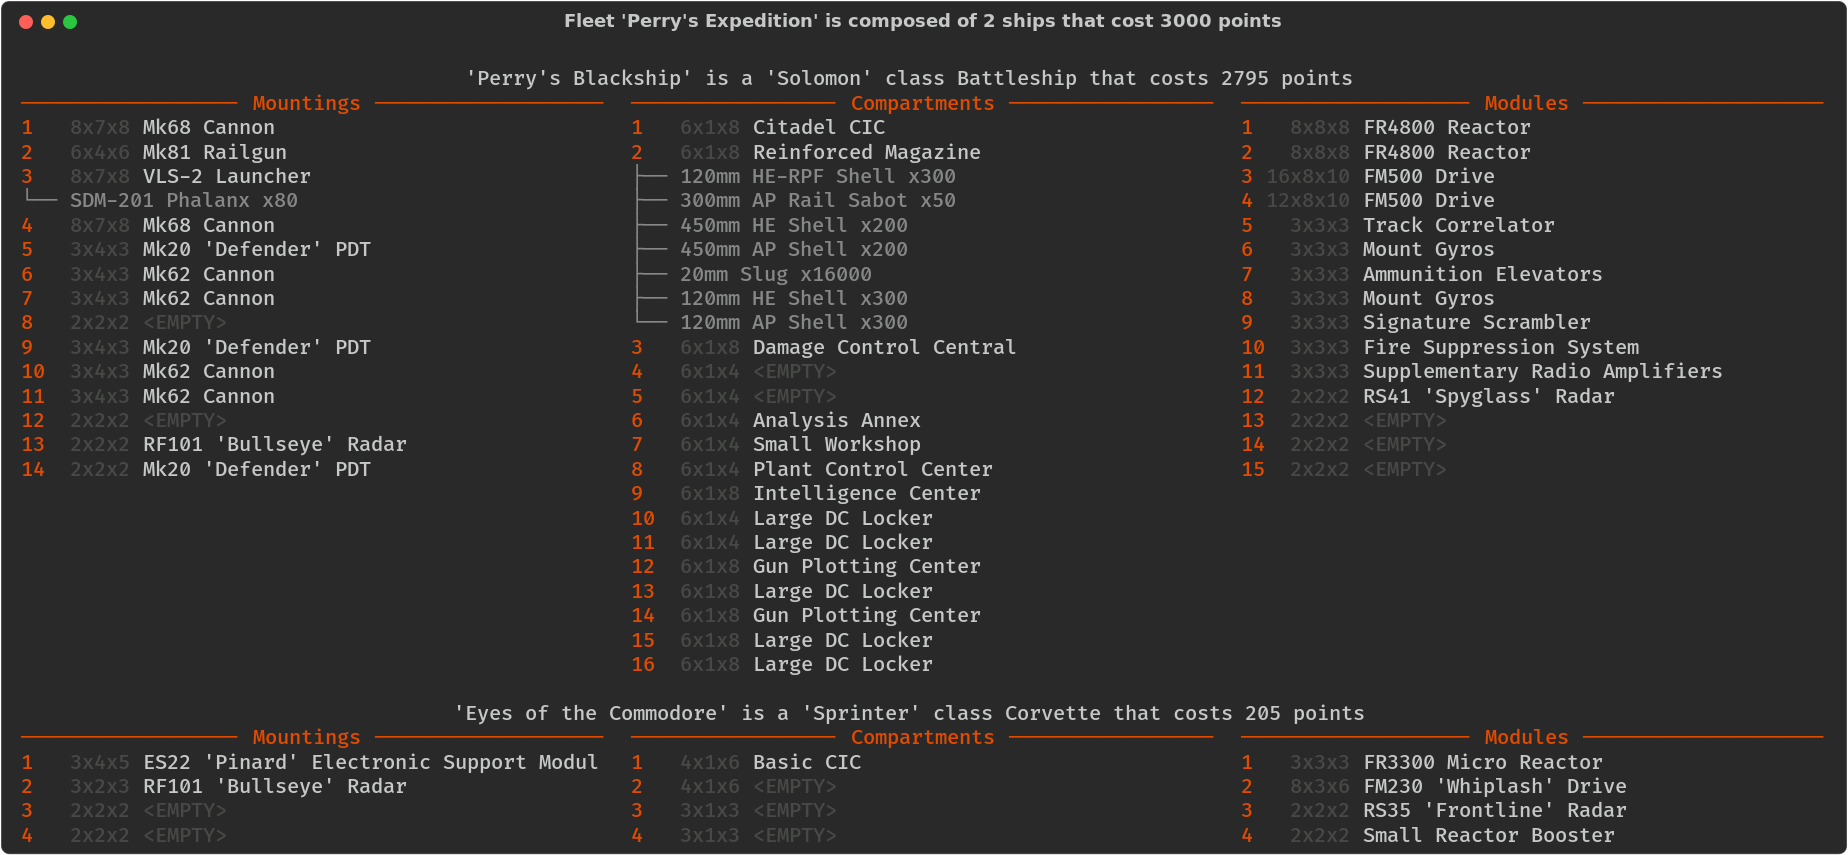 Fleet 'Perry's Expedition' is composed of 2 ships that cost 3000 points
'Perry's Blackship' is a 'Solomon' class Battleship that costs 2795 points
Mountings
1 8x7x8 Mk68 Cannon
2 6x4x6 Mk81 Railgun
3 8x7x8 VLS-2 Launcher
└── SDM-201 Phalanx x80
4 8x7x8 Mk68 Cannon
5 3x4x3 Mk20 'Defender' PDT
6 3x4x3 Mk62 Cannon
7 3x4x3 Mk62 Cannon
8 2x2x2 <EMPTY>
9 3x4x3 Mk20 'Defender' PDT
10 3x4x3 Mk62 Cannon
11 3x4x3 Mk62 Cannon
12 2x2x2 <EMPTY>
13 2x2x2 RF101 'Bullseye' Radar
14 2x2x2 Mk20 'Defender' PDT
Compartments
1 6x1x8 Citadel CIC
2 6x1x8 Reinforced Magazine
├── 120mm HE-RPF Shell x300
├── 300mm AP Rail Sabot x50
├── 450mm HE Shell x200
├── 450mm AP Shell x200
├── 20mm Slug x16000
├── 120mm HE Shell x300
└── 120mm AP Shell x300
3 6x1x8 Damage Control Central
4 6x1x4 <EMPTY>
5 6x1x4 <EMPTY>
6 6x1x4 Analysis Annex
7 6x1x4 Small Workshop
8 6x1x4 Plant Control Center
9 6x1x8 Intelligence Center
10 6x1x4 Large DC Locker
11 6x1x4 Large DC Locker
12 6x1x8 Gun Plotting Center
13 6x1x8 Large DC Locker
14 6x1x8 Gun Plotting Center
15 6x1x8 Large DC Locker
16 6x1x8 Large DC Locker
Modules
1 8x8x8 FR4800 Reactor
2 8x8x8 FR4800 Reactor
3 16x8x10 FM500 Drive
4 12x8x10 FM500 Drive
5 3x3x3 Track Correlator
6 3x3x3 Mount Gyros
7 3x3x3 Ammunition Elevators
8 3x3x3 Mount Gyros
9 3x3x3 Signature Scrambler
10 3x3x3 Fire Suppression System
11 3x3x3 Supplementary Radio Amplifiers
12 2x2x2 RS41 'Spyglass' Radar
13 2x2x2 <EMPTY>
14 2x2x2 <EMPTY>
15 2x2x2 <EMPTY>
'Eyes of the Commodore' is a 'Sprinter' class Corvette that costs 205 points
Mountings
1 3x4x5 ES22 'Pinard' Electronic Support Modul
2 3x2x3 RF101 'Bullseye' Radar
3 2x2x2 <EMPTY>
4 2x2x2 <EMPTY>
Compartments
1 4x1x6 Basic CIC
2 4x1x6 <EMPTY>
3 3x1x3 <EMPTY>
4 3x1x3 <EMPTY>
Modules
1 3x3x3 FR3300 Micro Reactor
2 8x3x6 FM230 'Whiplash' Drive
3 2x2x2 RS35 'Frontline' Radar
4 2x2x2 Small Reactor Booster